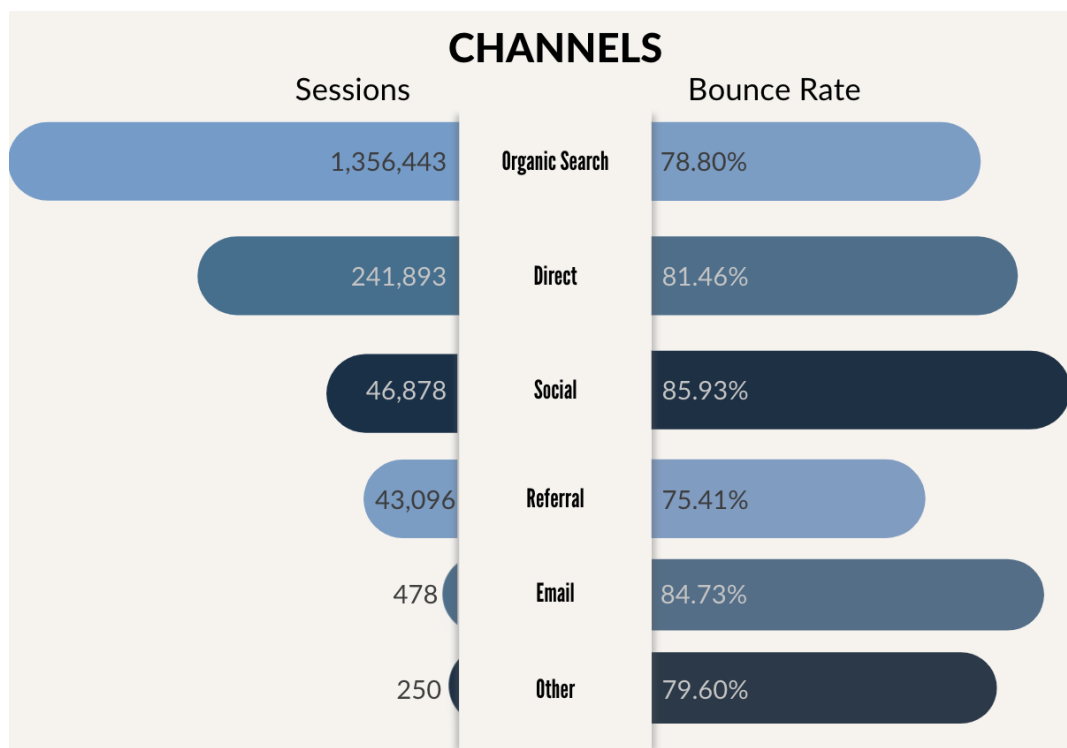 CHANNELS
Sessions Bounce Rate
1,356,443 Organic Search 78.80%
241,893 Direct 81.46%
46,878 Social 85.93%
43,096 Referral 75.41%
478 Email 84.73%
250 Other 79.60%